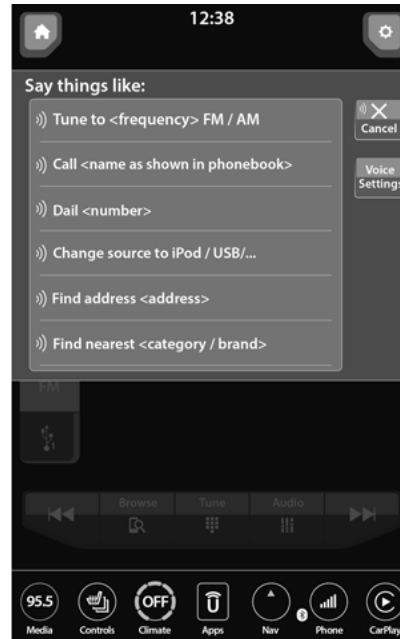 12:38
Say things like:
Tune to <frequency> FM / AM
Cancel
Call <name as shown in phonebook>
Voice
Settings
Dail <number>
Change source to iPod / USB/...
Find address <address>
Find nearest <category / brand>
FM
1
Browse Tune Audio
95.5 OFF
Media Controls Climate Apps Nav Phone CarPlay